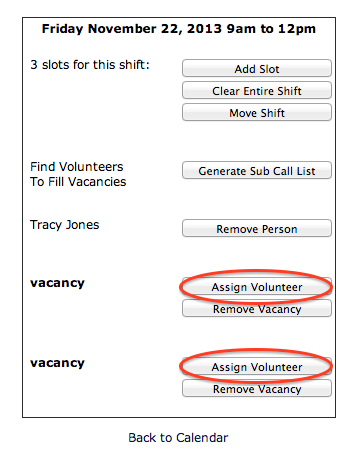 Friday November 22, 2013 9am to 12pm
3 slots for this shift:
Add Slot
Clear Entire Shift
Move Shift
Find Volunteers
To Fill Vacancies
Generate Sub Call List
Tracy Jones
Remove Person
vacancy
Assign Volunteer
Remove Vacancy
vacancy
Assign Volunteer
Remove Vacancy
Back to Calendar